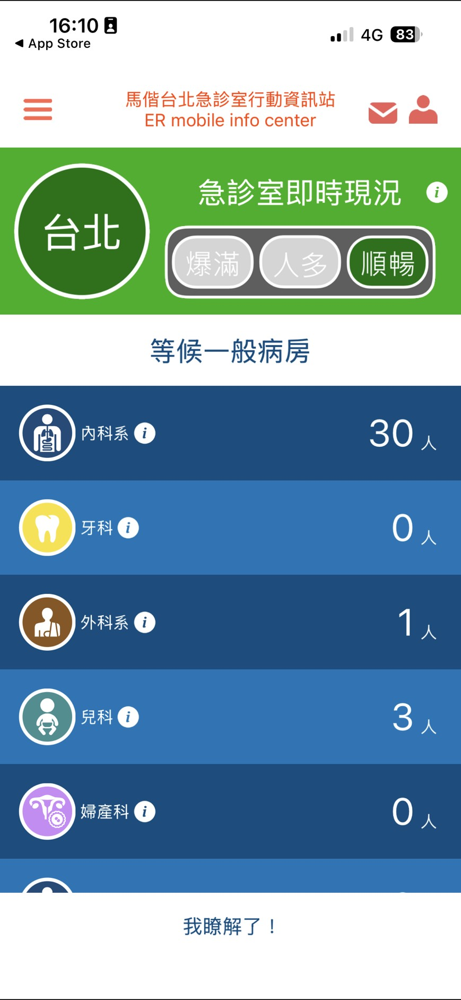 16:10
◀ App Store
4G
83
馬偕台北急診室行動資訊站
ER mobile info center
台北
急診室即時現況
i
爆滿
人多
順暢
等候一般病房
內科系 i 30 人
牙科 i 0 人
外科系 i 1 人
兒科 i 3 人
婦產科 i 0 人
我瞭解了！